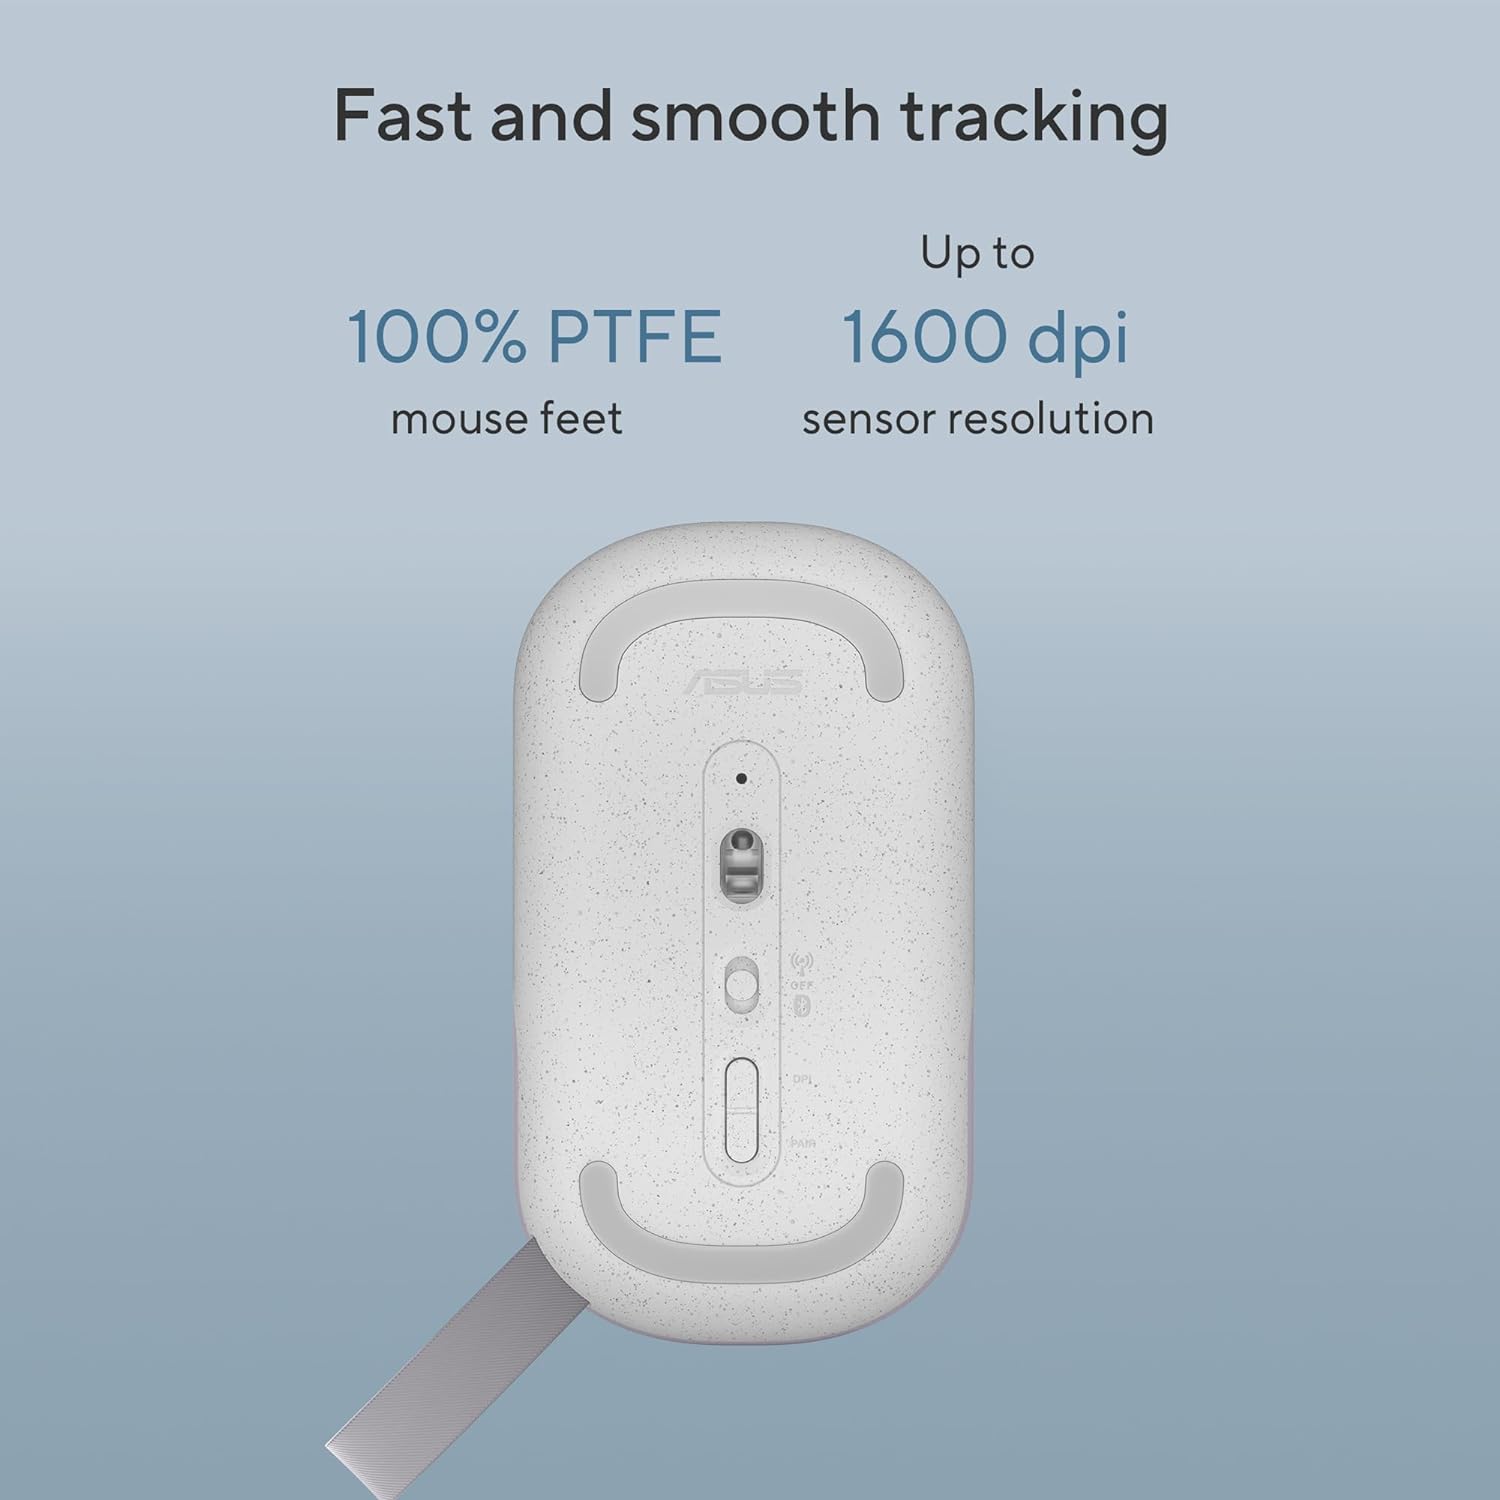 Fast and smooth tracking
100% PTFE
mouse feet
Up to
1600 dpi
sensor resolution
ASUS
OFF
DPI
PAIR